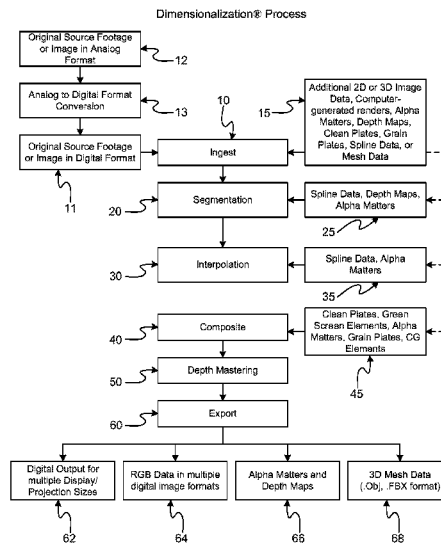 Dimensionalization® Process
Original Source Footage
or Image in Analog
Format
12
Analog to Digital Format
Conversion
13
Original Source Footage
or Image in Digital Format
11
10
15
Additional 2D or 3D Image
Data, Computer-
generated renders, Alpha
Matters, Depth Maps,
Clean Plates, Grain
Plates, Spline Data, or
Mesh Data
Ingest
Segmentation
20
Spline Data, Depth Maps,
Alpha Matters
25
Interpolation
30
Spline Data, Alpha
Matters
35
Composite
40
Clean Plates, Green
Screen Elements, Alpha
Matters, Grain Plates, CG
Elements
45
Depth Mastering
50
Export
60
Digital Output for
multiple Display/
Projection Sizes
62
RGB Data in multiple
digital image formats
64
Alpha Matters and
Depth Maps
66
3D Mesh Data
(.Obj, .FBX format)
68